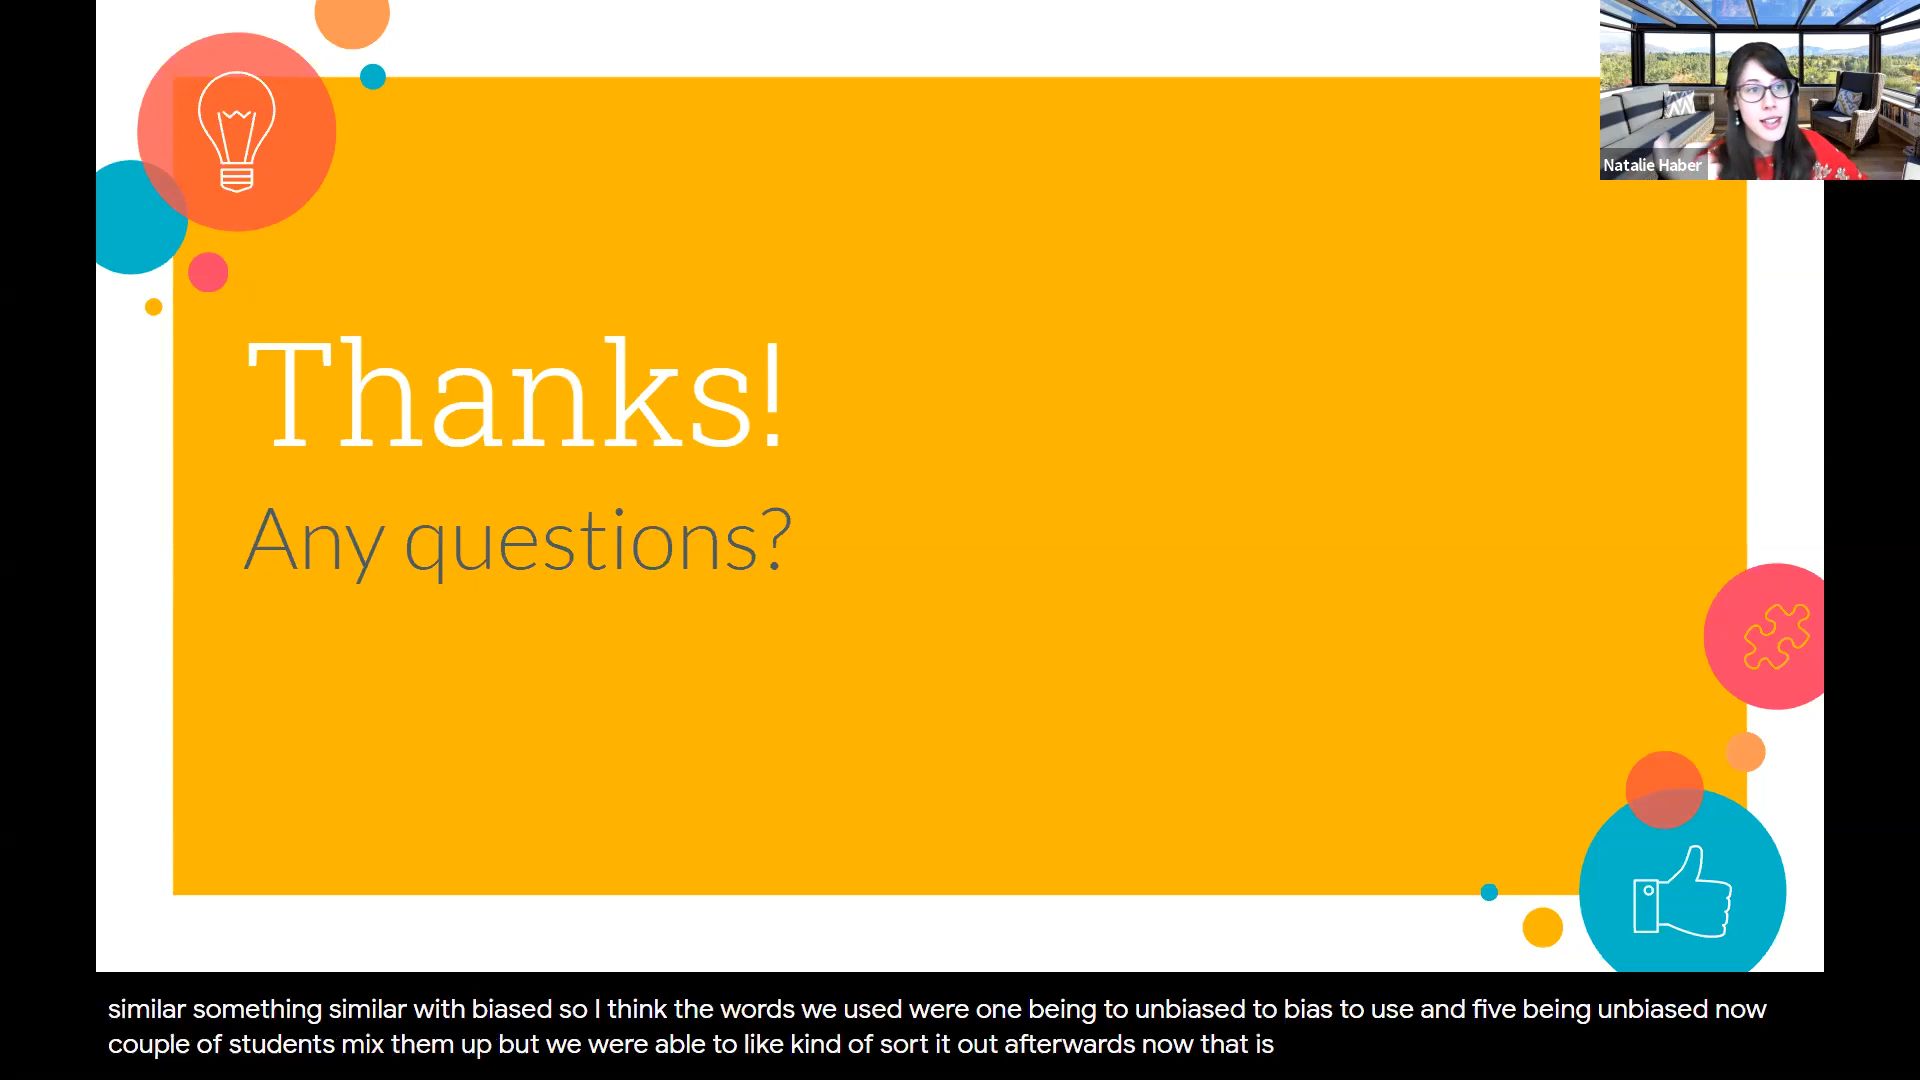 Natalie Haber
Thanks!
Any questions?
similar something similar with biased so I think the words we used were one being to unbiased to bias to use and five being unbiased now
couple of students mix them up but we were able to like kind of sort it out afterwards now that is